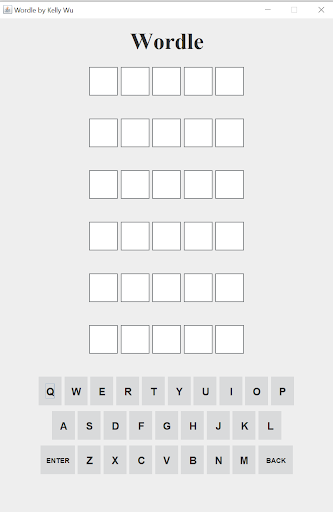 Wordle by Kelly Wu
Wordle
Q W E R T Y U I O P
A S D F G H J K L
ENTER Z X C V B N M BACK